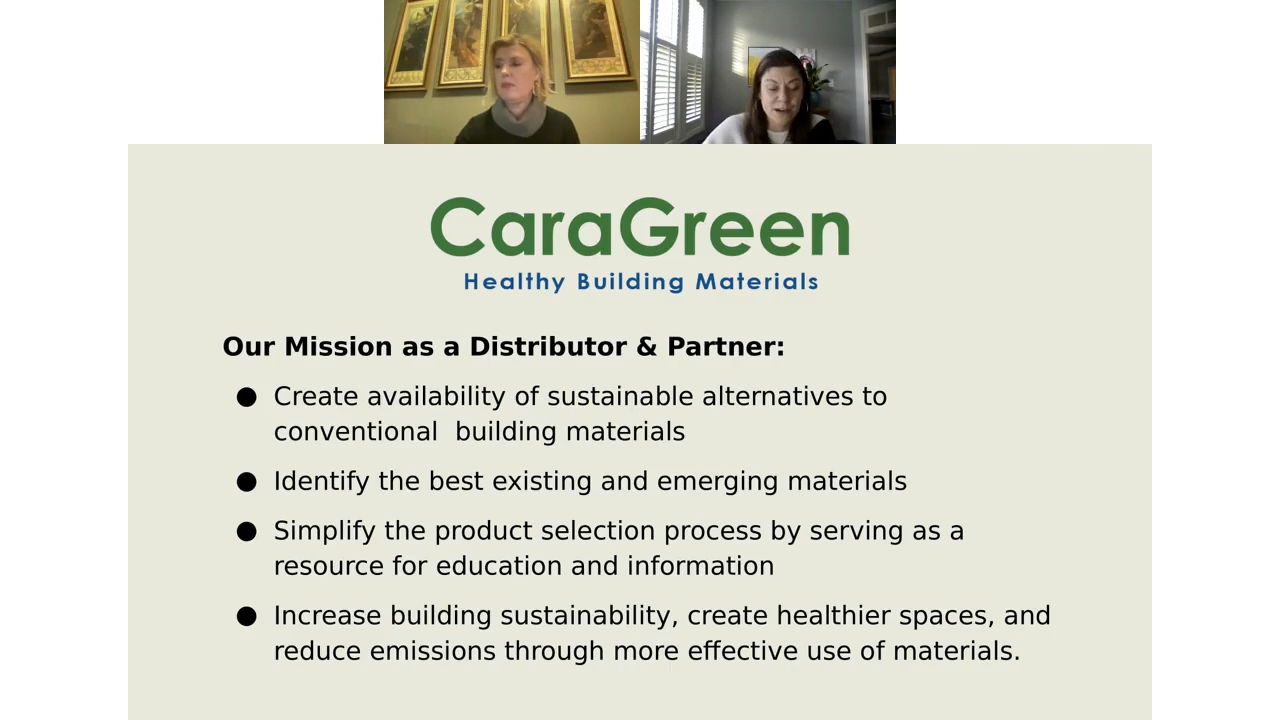 CaraGreen
Healthy Building Materials
Our Mission as a Distributor & Partner:
● Create availability of sustainable alternatives to
conventional  building materials
● Identify the best existing and emerging materials
● Simplify the product selection process by serving as a
resource for education and information
● Increase building sustainability, create healthier spaces, and
reduce emissions through more effective use of materials.